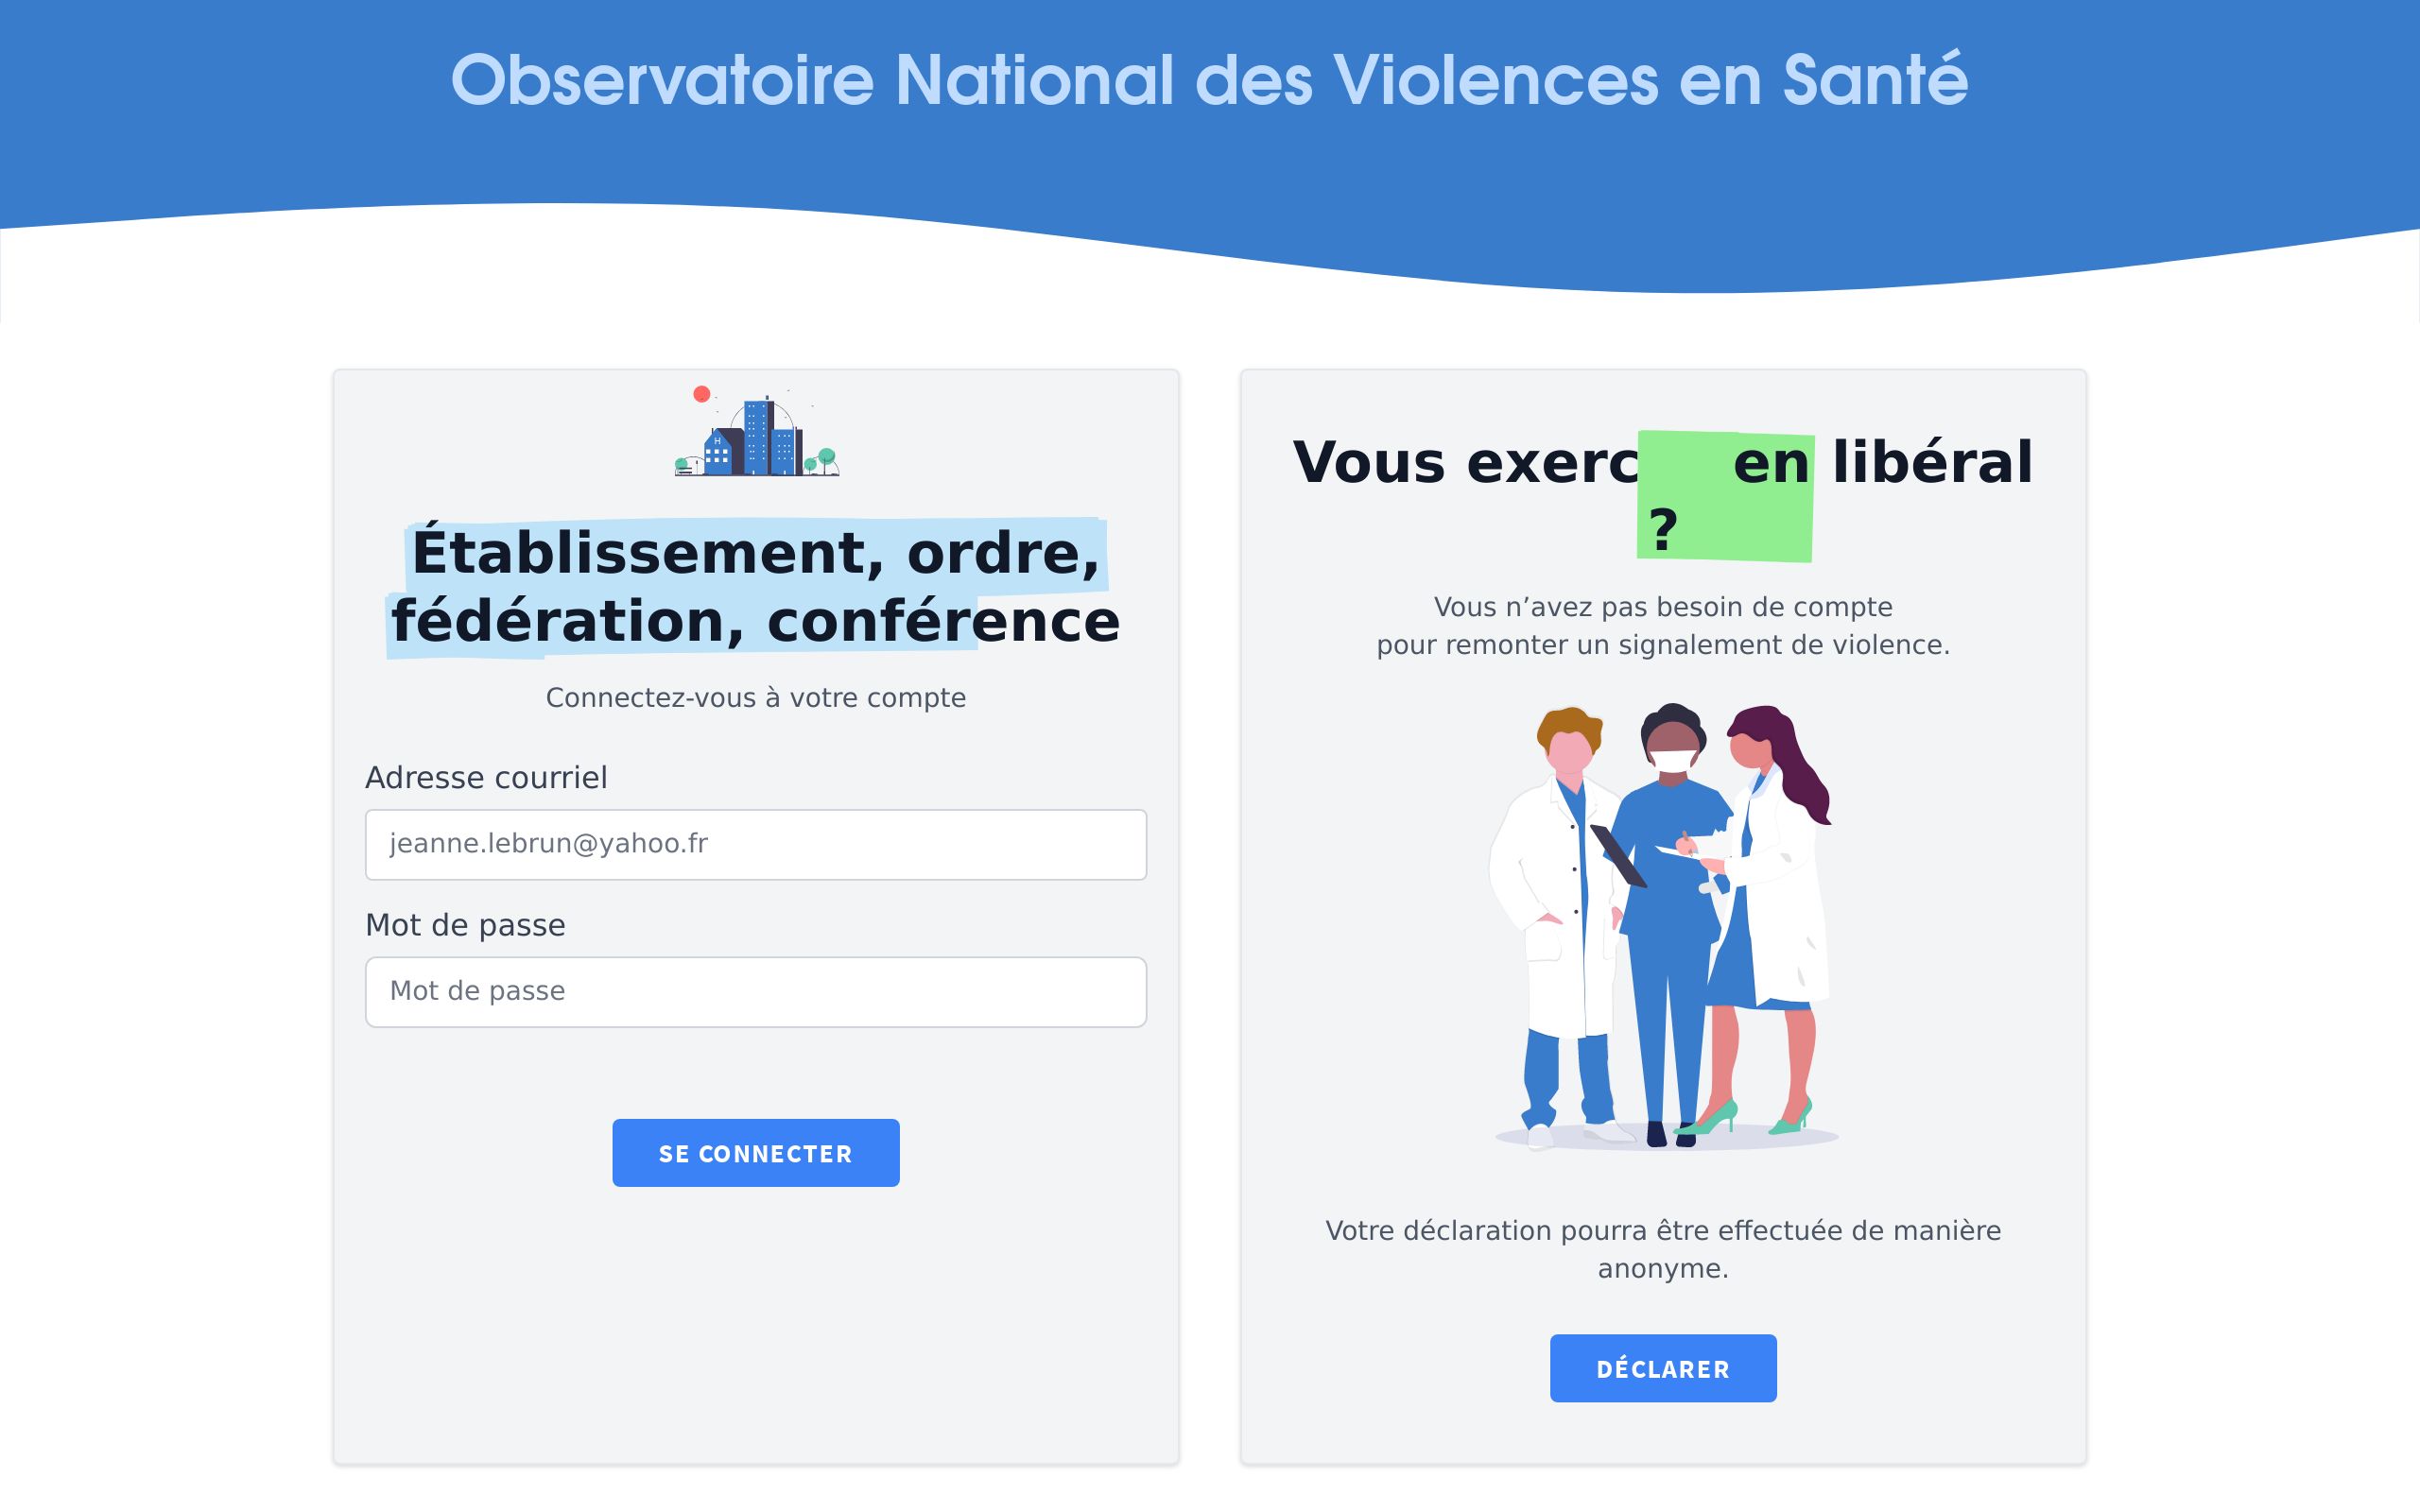 Observatoire National des Violences en Santé
H
Établissement, ordre,
fédération, conférence
Connectez-vous à votre compte
Adresse courriel
jeanne.lebrun@yahoo.fr
Mot de passe
Mot de passe
SE CONNECTER
Vous exerc en libéral
?
Vous n’avez pas besoin de compte
pour remonter un signalement de violence.
Votre déclaration pourra être effectuée de manière
anonyme.
DÉCLARER